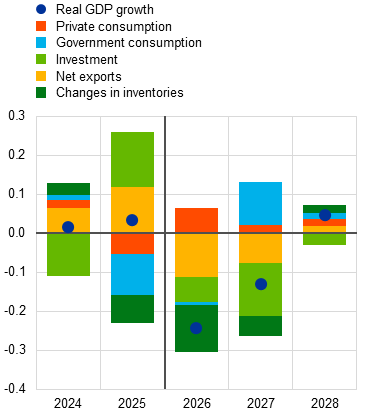 Real GDP growth
Private consumption
Government consumption
Investment
Net exports
Changes in inventories
0.3
0.2
0.1
0.0
-0.1
-0.2
-0.3
-0.4
2024 2025 2026 2027 2028